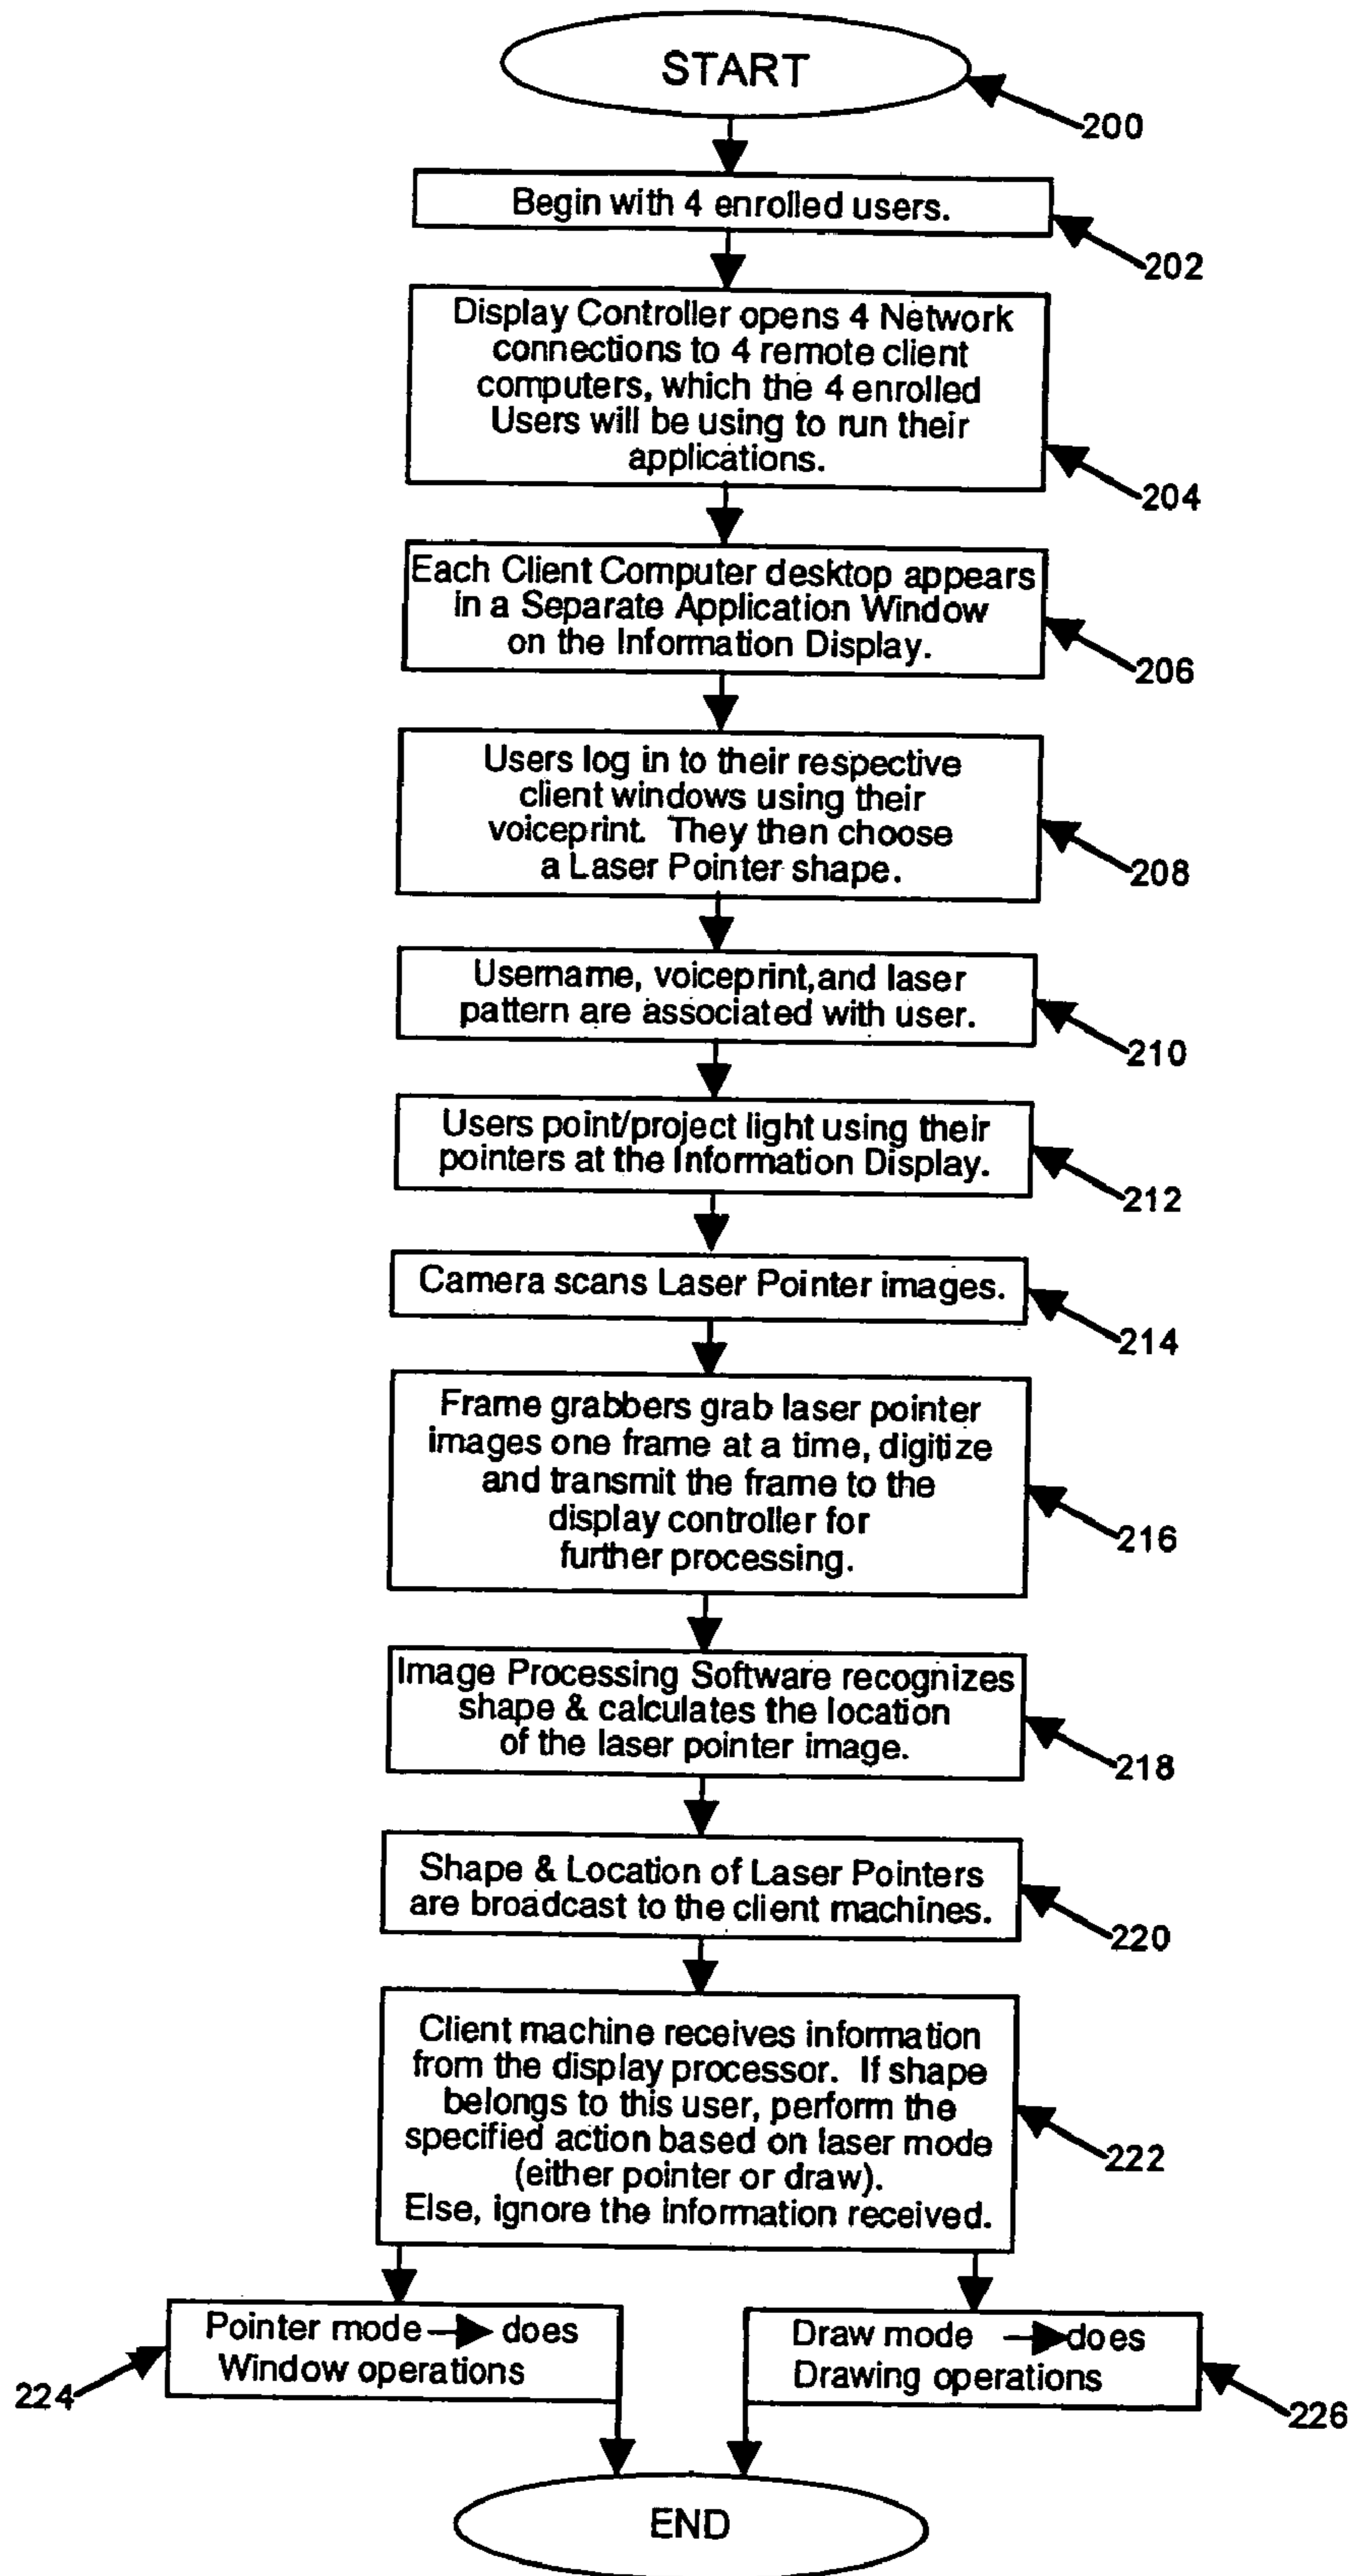 START
200
Begin with 4 enrolled users.
202
Display Controller opens 4 Network
connections to 4 remote client
computers, which the 4 enrolled
Users will be using to run their
applications.
204
Each Client Computer desktop appears
in a Separate Application Window
on the Information Display.
206
Users log in to their respective
client windows using their
voiceprint. They then choose
a Laser Pointer shape.
208
Username, voiceprint,and laser
pattern are associated with user.
210
Users point/project light using their
pointers at the Information Display.
212
Camera scans Laser Pointer images.
214
Frame grabbers grab laser pointer
images one frame at a time, digitize
and transmit the frame to the
display controller for
further processing.
216
Image Processing Software recognizes
shape & calculates the location
of the laser pointer image.
218
Shape & Location of Laser Pointers
are broadcast to the client machines.
220
Client machine receives information
from the display processor. If shape
belongs to this user, perform the
specified action based on laser mode
(either pointer or draw).
Else, ignore the information received.
222
Pointer mode → does
Window operations
224
Draw mode → does
Drawing operations
226
END